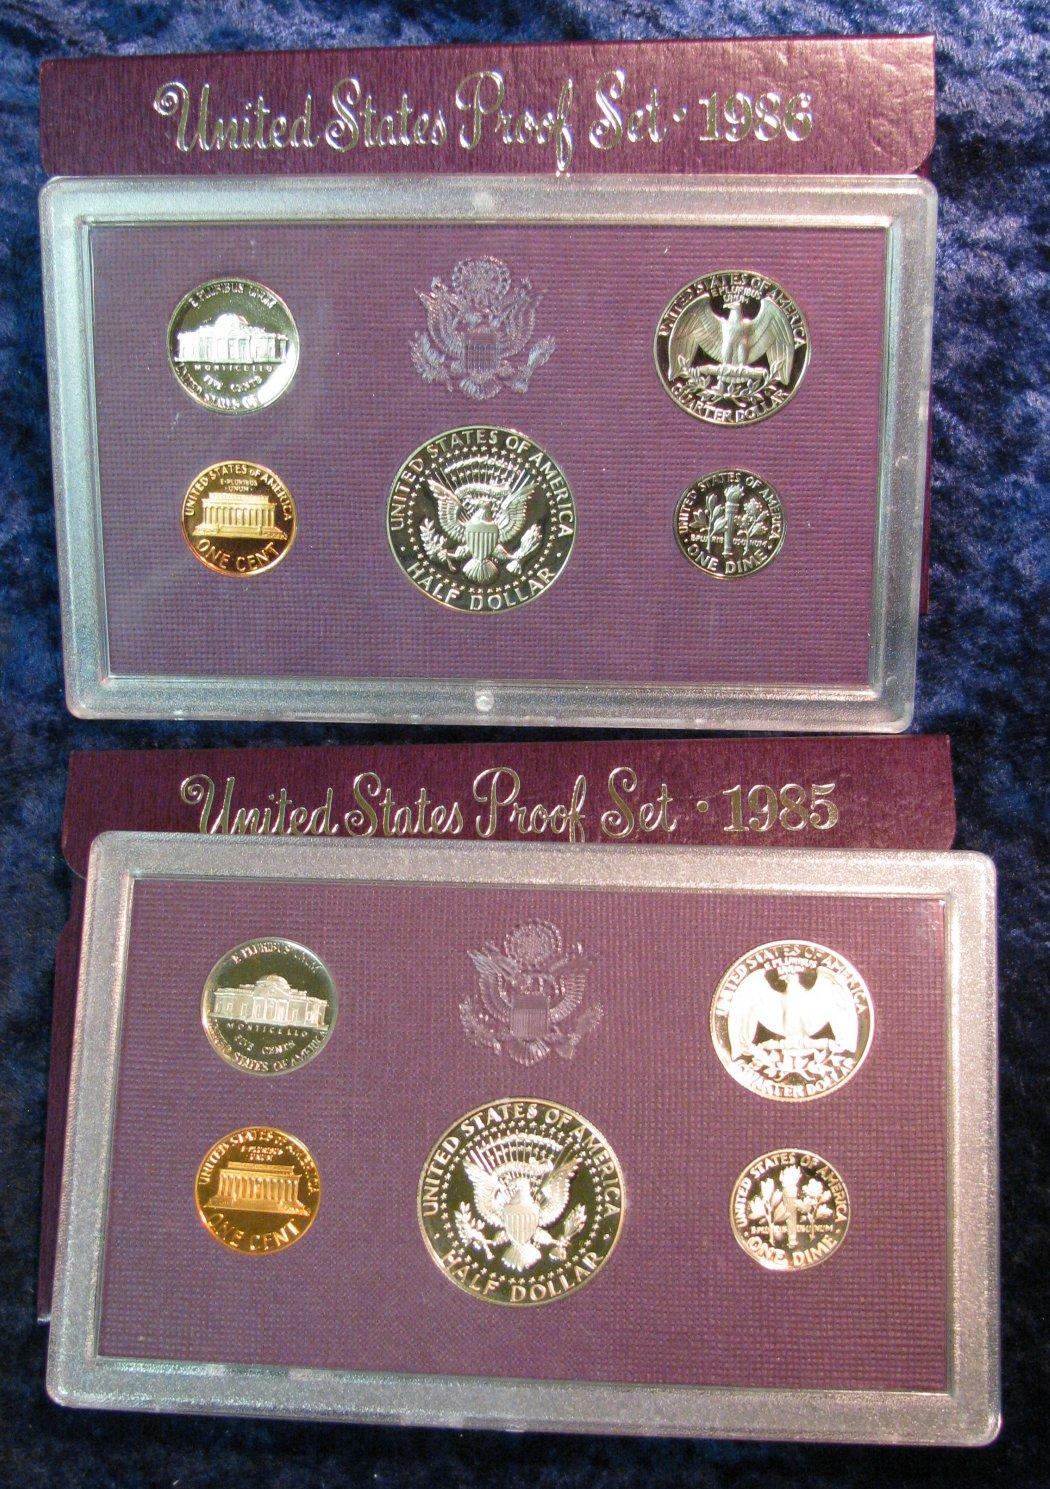 United States Proof Set · 1986
E PLURIBUS UNUM
MONTICELLO
FIVE CENTS
UNITED STATES OF
UNITED STATES OF AMERICA
E PLURIBUS
UNUM
QUARTER DOLLAR
UNITED STATES OF AMERICA
E PLURIBUS
UNUM
ONE CENT
UNITED STATES OF AMERICA
HALF DOLLAR
UNITED STATES OF AMERICA
E PLURIBUS UNUM
ONE DIME
United States Proof Set · 1985
E PLURIBUS UNUM
MONTICELLO
FIVE CENTS
UNITED STATES OF AMERICA
UNITED STATES OF AMERICA
E PLURIBUS
UNUM
QUARTER DOLLAR
UNITED STATES OF AMERICA
E PLURIBUS
UNUM
ONE CENT
UNITED STATES OF AMERICA
HALF DOLLAR
UNITED STATES OF AMERICA
E PLURIBUS UNUM
ONE DIME